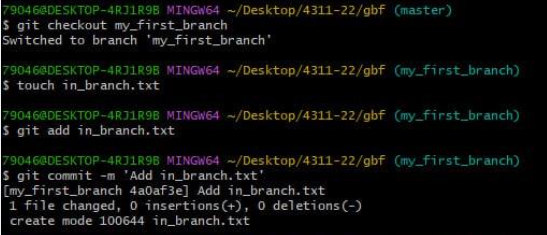 79046@DESKTOP-4RJ1R9B MINGW64 ~/Desktop/4311-22/gbf (master)
$ git checkout my_first_branch
Switched to branch 'my_first_branch'
79046@DESKTOP-4RJ1R9B MINGW64 ~/Desktop/4311-22/gbf (my_first_branch)
$ touch in_branch.txt
79046@DESKTOP-4RJ1R9B MINGW64 ~/Desktop/4311-22/gbf (my_first_branch)
$ git add in_branch.txt
79046@DESKTOP-4RJ1R9B MINGW64 ~/Desktop/4311-22/gbf (my_first_branch)
$ git commit -m 'Add in_branch.txt'
[my_first_branch 4a0af3e] Add in_branch.txt
1 file changed, 0 insertions(+), 0 deletions(-)
create mode 100644 in_branch.txt